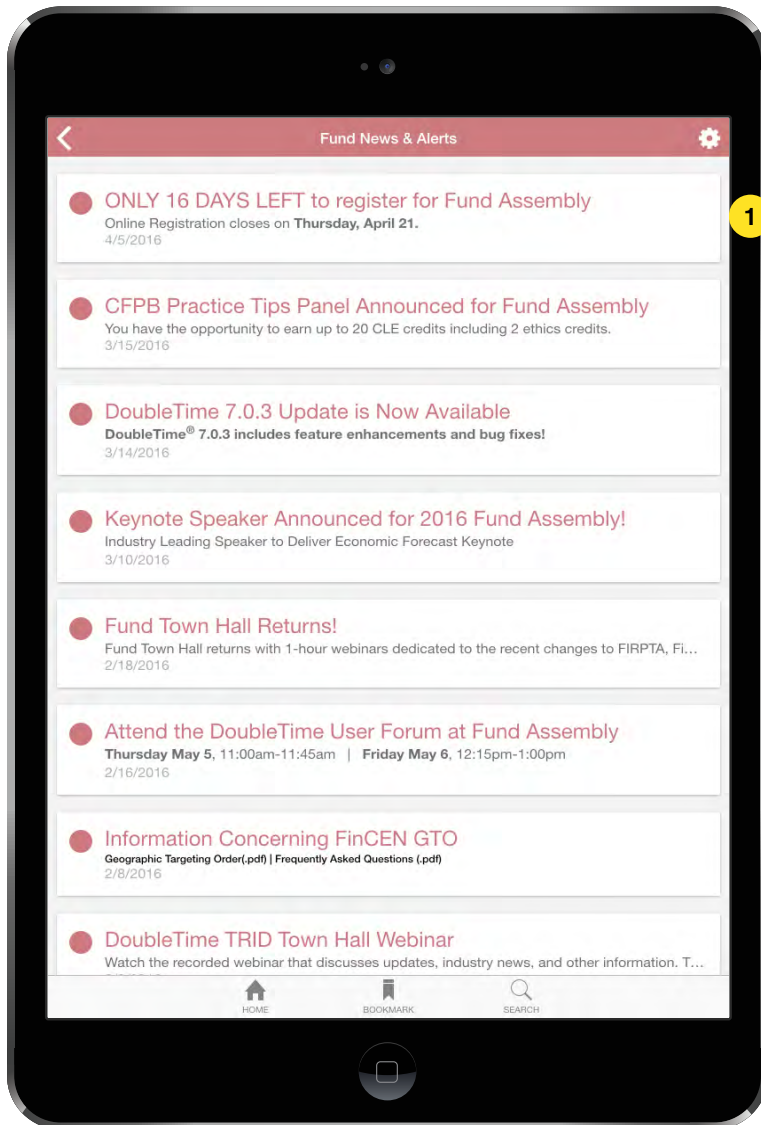 Fund News & Alerts
ONLY 16 DAYS LEFT to register for Fund Assembly
Online Registration closes on Thursday, April 21.
4/5/2016
1
CFPB Practice Tips Panel Announced for Fund Assembly
You have the opportunity to earn up to 20 CLE credits including 2 ethics credits.
3/15/2016
DoubleTime 7.0.3 Update is Now Available
DoubleTime® 7.0.3 includes feature enhancements and bug fixes!
3/14/2016
Keynote Speaker Announced for 2016 Fund Assembly!
Industry Leading Speaker to Deliver Economic Forecast Keynote
3/10/2016
Fund Town Hall Returns!
Fund Town Hall returns with 1-hour webinars dedicated to the recent changes to FIRPTA, Fi...
2/18/2016
Attend the DoubleTime User Forum at Fund Assembly
Thursday May 5, 11:00am-11:45am | Friday May 6, 12:15pm-1:00pm
2/16/2016
Information Concerning FinCEN GTO
Geographic Targeting Order(.pdf) | Frequently Asked Questions (.pdf)
2/8/2016
DoubleTime TRID Town Hall Webinar
Watch the recorded webinar that discusses updates, industry news, and other information. T...
HOME
BOOKMARK
SEARCH